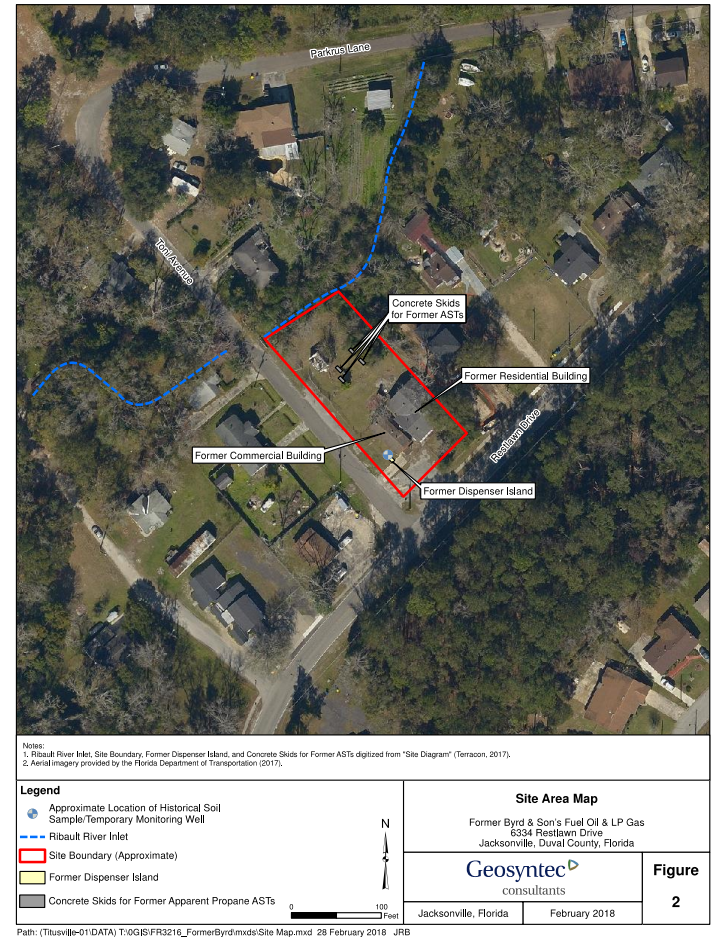 Parkrus Lane
Toni Avenue
Concrete Skids
for Former ASTs
Former Residential Building
Restlawn Drive
Former Commercial Building
Former Dispenser Island
Notes:
1. Ribault River Inlet, Site Boundary, Former Dispenser Island, and Concrete Skids for Former ASTs digitized from "Site Diagram" (Terracon, 2017).
2. Aerial imagery provided by the Florida Department of Transportation (2017).
Legend
Approximate Location of Historical Soil
Sample/Temporary Monitoring Well
Ribault River Inlet
Site Boundary (Approximate)
Former Dispenser Island
Concrete Skids for Former Apparent Propane ASTs
N
0 100
Feet
Site Area Map
Former Byrd & Son's Fuel Oil & LP Gas
6334 Restlawn Drive
Jacksonville, Duval County, Florida
Geosyntec
consultants
Jacksonville, Florida
February 2018
Figure
2
Path: (Titusville-01\DATA) T:\0GIS\FR3216_FormerByrd\mxds\Site Map.mxd 28 February 2018 JRB